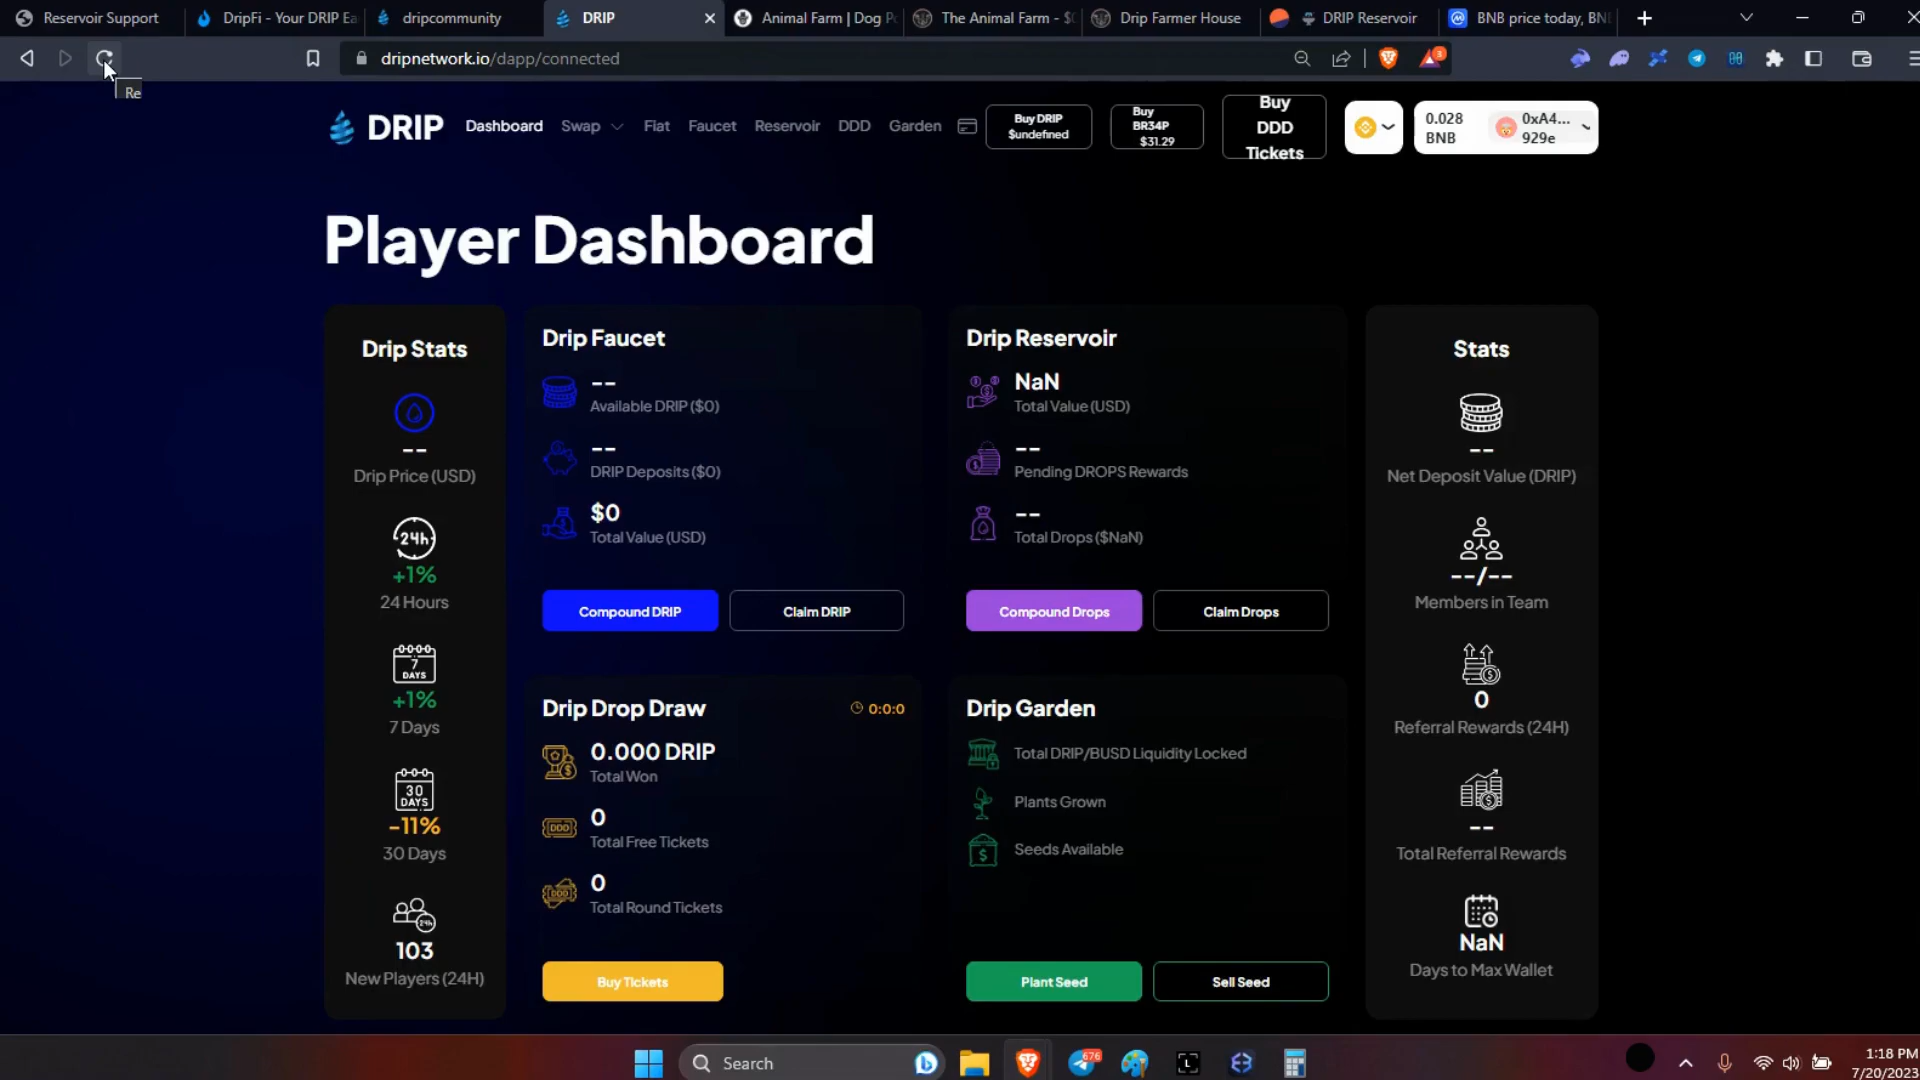 Reservoir Support
DripFi - Your DRIP Ea
dripcommunity
DRIP
Animal Farm | Dog P
The Animal Farm - $
Drip Farmer House
DRIP Reservoir
BNB price today, BN
dripnetwork.io/dapp/connected
3
Re
DRIP
Dashboard
Swap
Fiat
Faucet
Reservoir
DDD
Garden
Buy DRIP
$undefined
Buy
BR34P
$31.29
Buy
DDD
Tickets
0.028
BNB
0xA4...
929e
Player Dashboard
Drip Stats
--
Drip Price (USD)
24h
+1%
24 Hours
7
DAYS
+1%
7 Days
30
DAYS
-11%
30 Days
24h
103
New Players (24H)
Drip Faucet
--
Available DRIP ($0)
--
DRIP Deposits ($0)
$0
Total Value (USD)
Compound DRIP
Claim DRIP
Drip Reservoir
NaN
Total Value (USD)
--
Pending DROPS Rewards
--
Total Drops ($NaN)
Compound Drops
Claim Drops
Drip Drop Draw
0:0:0
0.000 DRIP
Total Won
DDD
0
Total Free Tickets
DDD
0
Total Round Tickets
Buy Tickets
Drip Garden
Total DRIP/BUSD Liquidity Locked
Plants Grown
Seeds Available
Plant Seed
Sell Seed
Stats
--
Net Deposit Value (DRIP)
--/--
Members in Team
0
Referral Rewards (24H)
--
Total Referral Rewards
NaN
Days to Max Wallet
Search
676
1:18 PM
7/20/2023